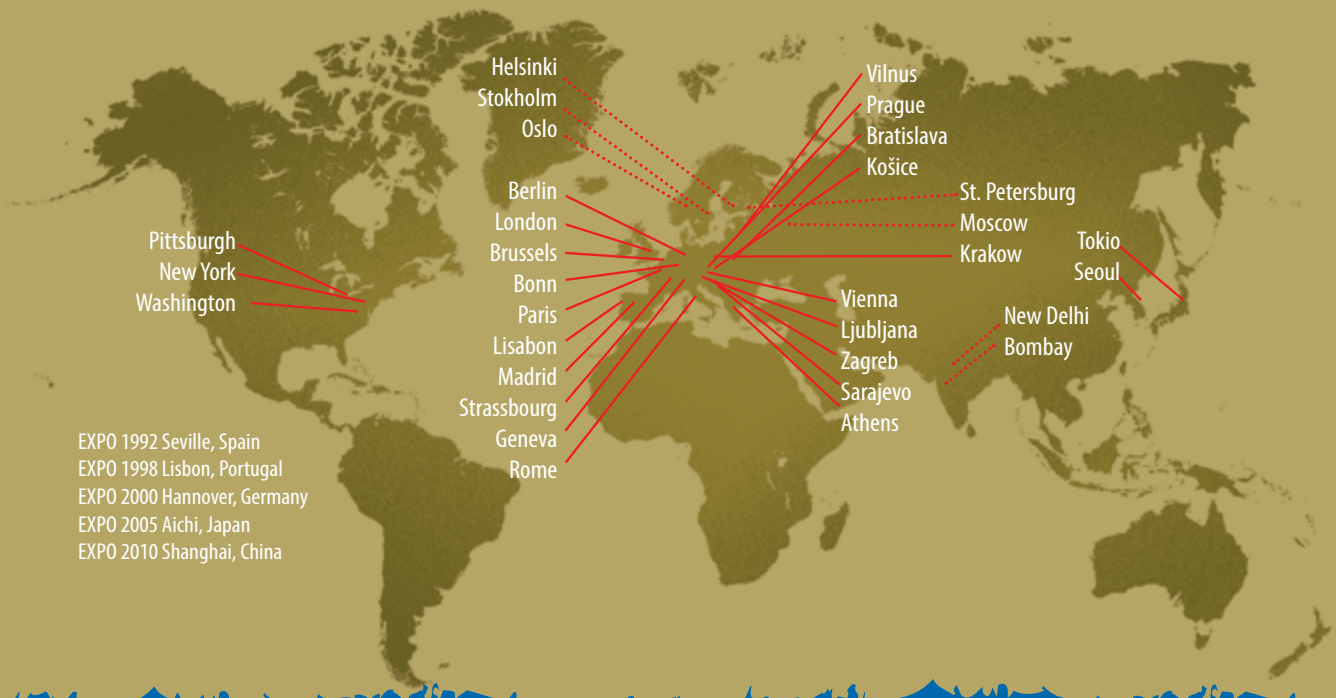 Helsinki
Stokholm
Oslo
Berlin
London
Brussels
Bonn
Paris
Lisabon
Madrid
Strassbourg
Geneva
Rome
Pittsburgh
New York
Washington
Vilnus
Prague
Bratislava
Košice
St. Petersburg
Moscow
Krakow
Tokio
Seoul
New Delhi
Bombay
Vienna
Ljubljana
Zagreb
Sarajevo
Athens
EXPO 1992 Seville, Spain
EXPO 1998 Lisbon, Portugal
EXPO 2000 Hannover, Germany
EXPO 2005 Aichi, Japan
EXPO 2010 Shanghai, China